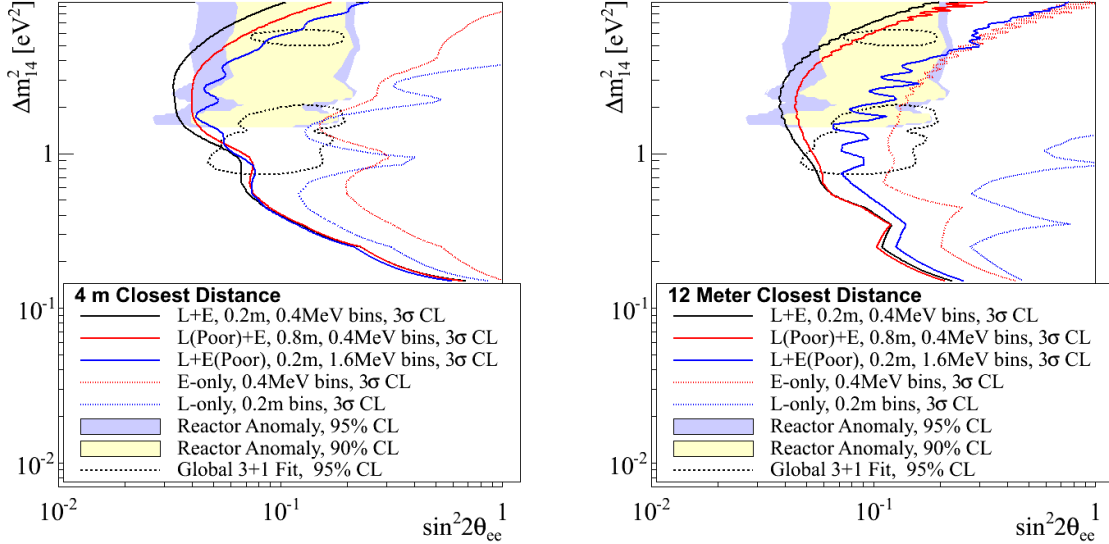 Δm²₁₄ [eV²]
1
10⁻¹
10⁻²
4 m Closest Distance
L+E, 0.2m, 0.4MeV bins, 3σ CL
L(Poor)+E, 0.8m, 0.4MeV bins, 3σ CL
L+E(Poor), 0.2m, 1.6MeV bins, 3σ CL
E-only, 0.4MeV bins, 3σ CL
L-only, 0.2m bins, 3σ CL
Reactor Anomaly, 95% CL
Reactor Anomaly, 90% CL
Global 3+1 Fit, 95% CL
10⁻² 10⁻¹ 1
sin²2θₑₑ
Δm²₁₄ [eV²]
1
10⁻¹
10⁻²
12 Meter Closest Distance
L+E, 0.2m, 0.4MeV bins, 3σ CL
L(Poor)+E, 0.8m, 0.4MeV bins, 3σ CL
L+E(Poor), 0.2m, 1.6MeV bins, 3σ CL
E-only, 0.4MeV bins, 3σ CL
L-only, 0.2m bins, 3σ CL
Reactor Anomaly, 95% CL
Reactor Anomaly, 90% CL
Global 3+1 Fit, 95% CL
10⁻² 10⁻¹ 1
sin²2θₑₑ